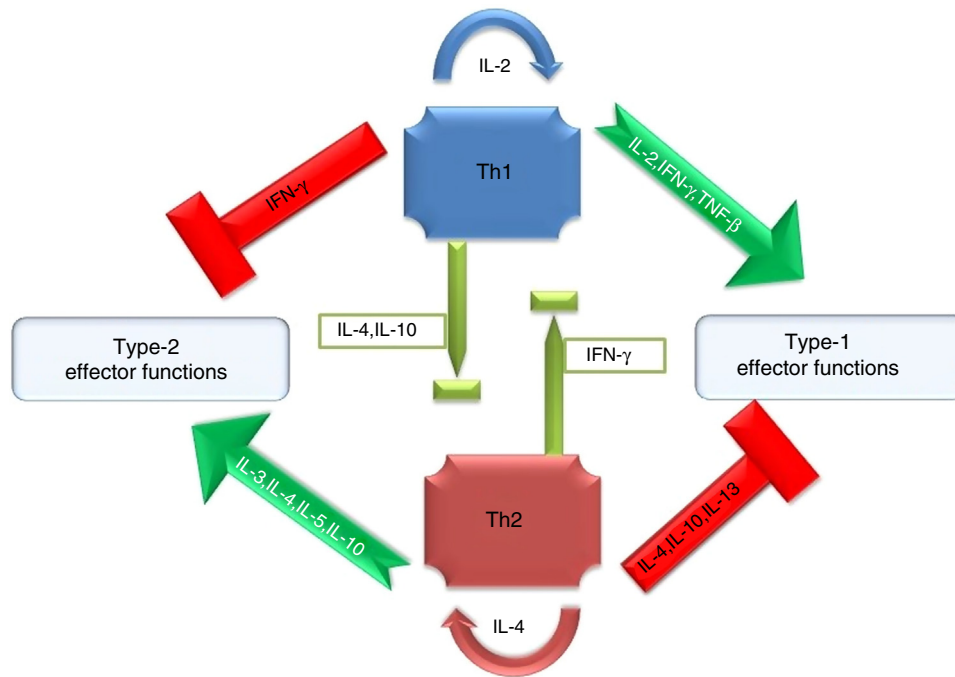 IL-2
Th1
IFN-γ
IL-2,IFN-γ,TNF-β
IL-4,IL-10
IFN-γ
Type-2
effector functions
Type-1
effector functions
Th2
IL-3,IL-4,IL-5,IL-10
IL-4,IL-10,IL-13
IL-4